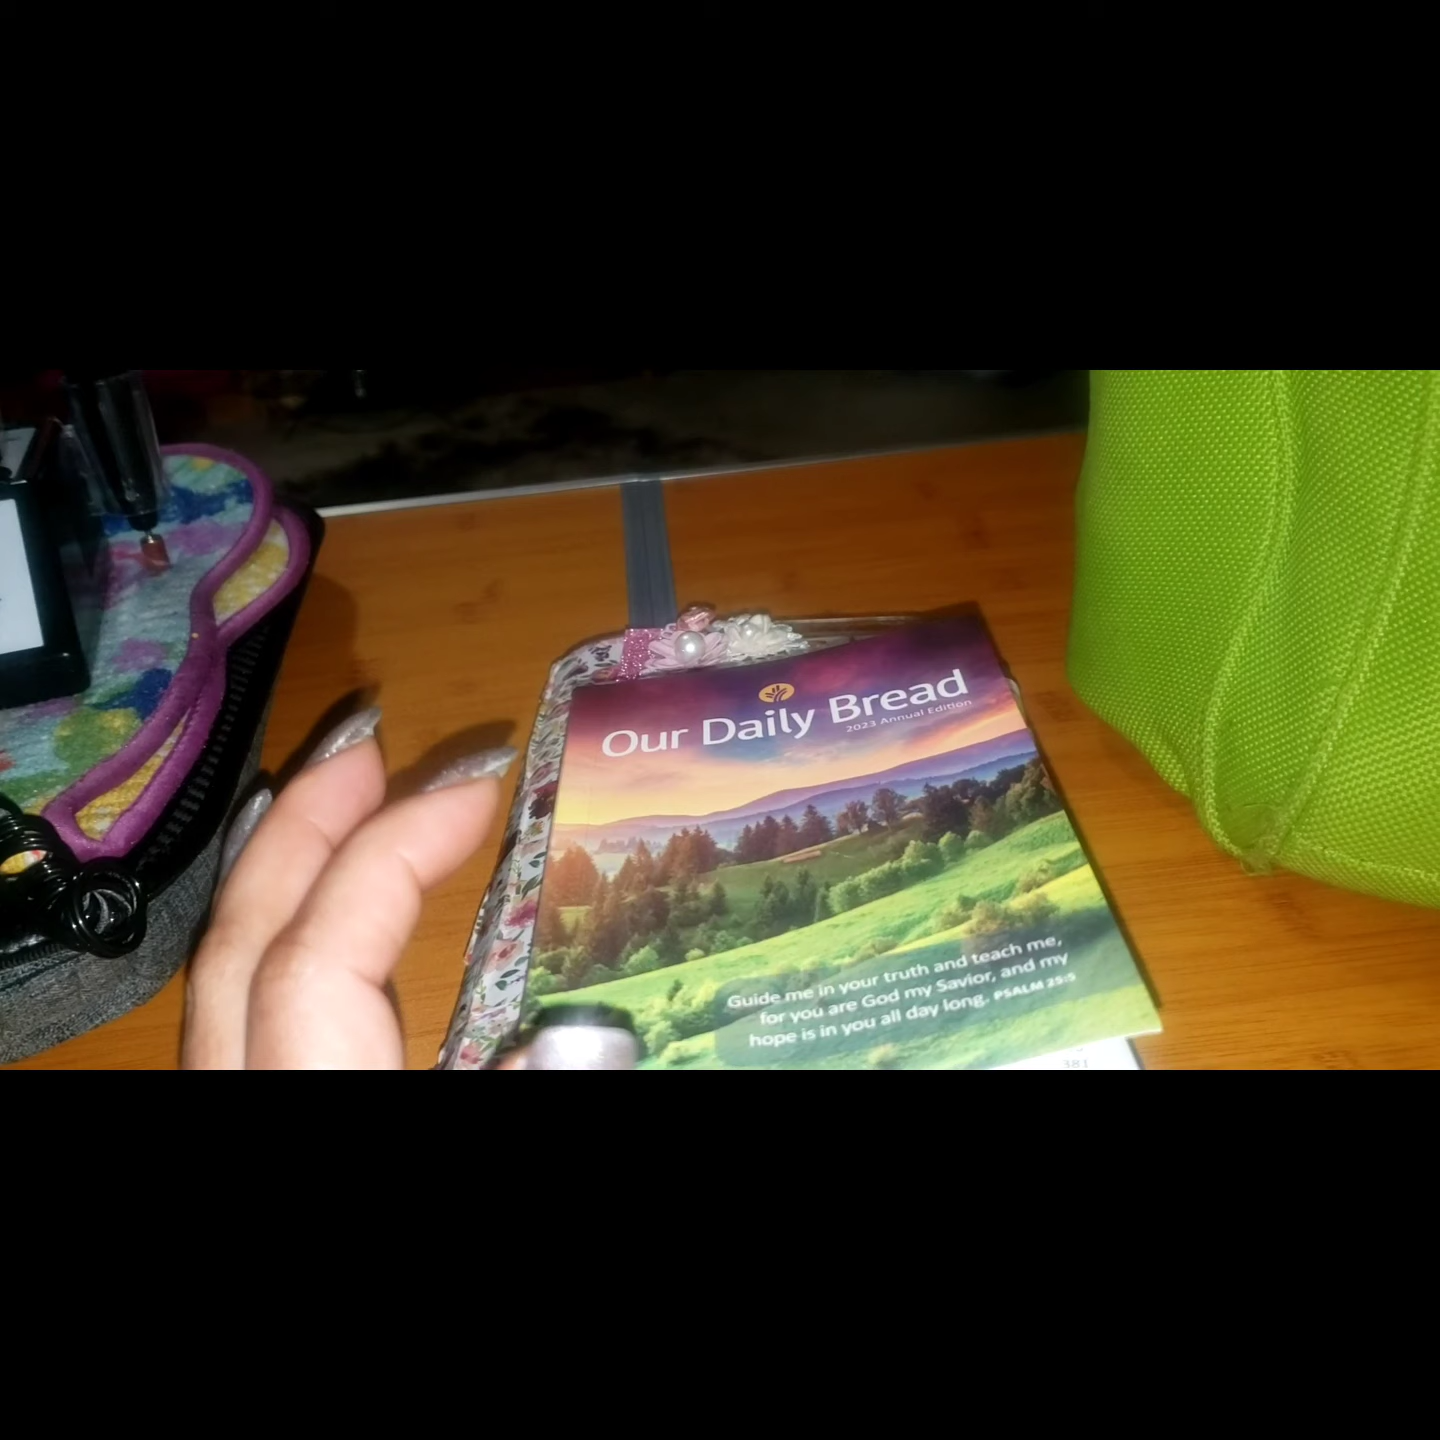 Our Daily Bread
2023 Annual Edition
Guide me in your truth and teach me,
for you are God my Savior, and my
hope is in you all day long. PSALM 25:5
381